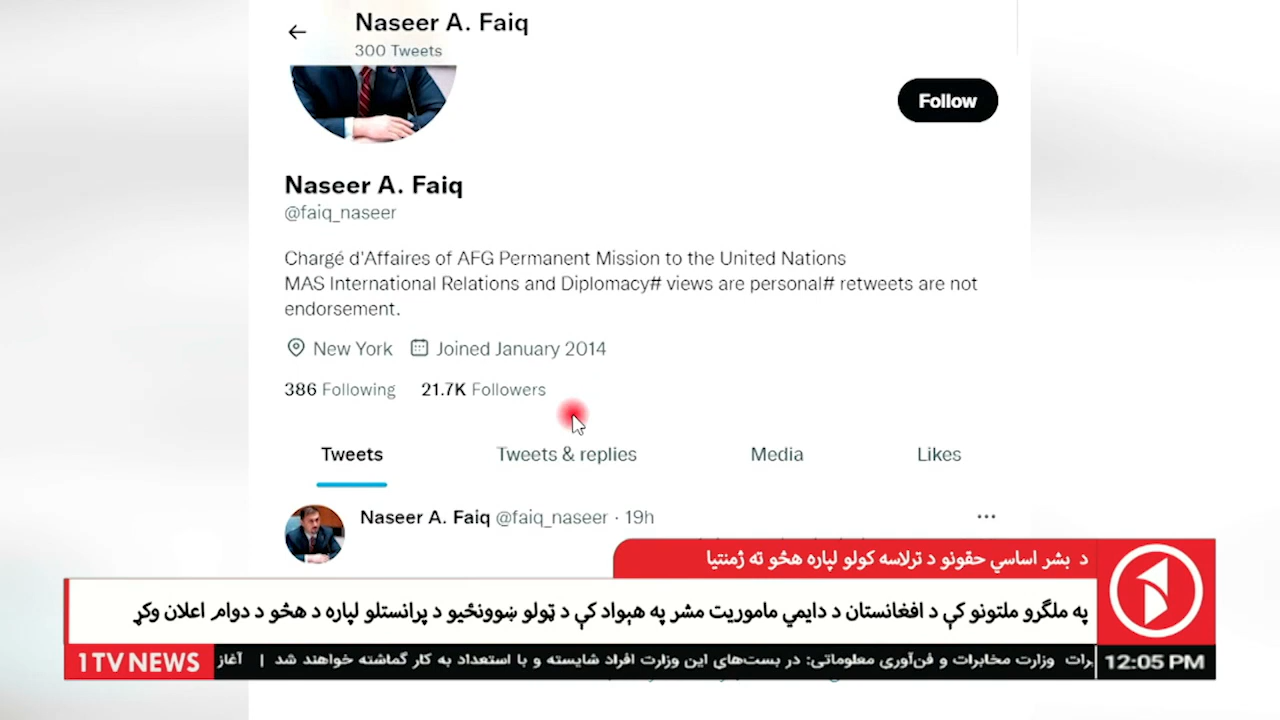 Naseer A. Faiq
300 Tweets
Follow
Naseer A. Faiq
@faiq_naseer
Chargé d'Affaires of AFG Permanent Mission to the United Nations
MAS International Relations and Diplomacy# views are personal# retweets are not
endorsement.
New York Joined January 2014
386 Following 21.7K Followers
Tweets Tweets & replies Media Likes
Naseer A. Faiq @faiq_naseer · 19h
د بشر اساسي حقونو د ترلاسه کولو لپاره هڅو ته ژمنتیا
په ملګرو ملتونو کې د افغانستان د دایمي ماموریت مشر په هېواد کې د ټولو ښوونځیو د پرانستلو لپاره د هڅو د دوام اعلان وکړ
1TV NEWS
وزارت مخابرات و فن‌آوری معلوماتی: در بست‌های این وزارت افراد شایسته و با استعداد به کار گماشته خواهند شد | آغاز
12:05 PM